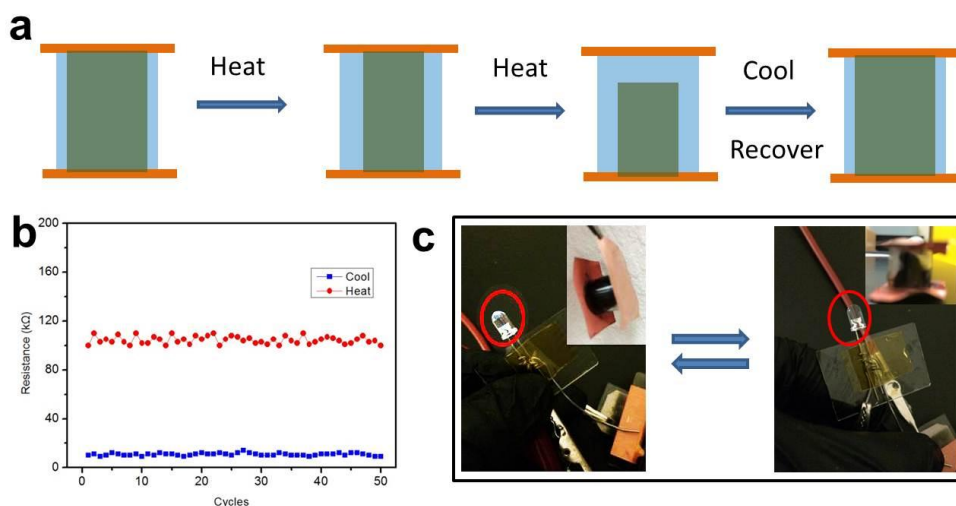 a
Heat
Heat
Cool
Recover
b
200
160
120
80
40
0
Resistance (kΩ)
Cool
Heat
0
10
20
30
40
50
Cycles
c